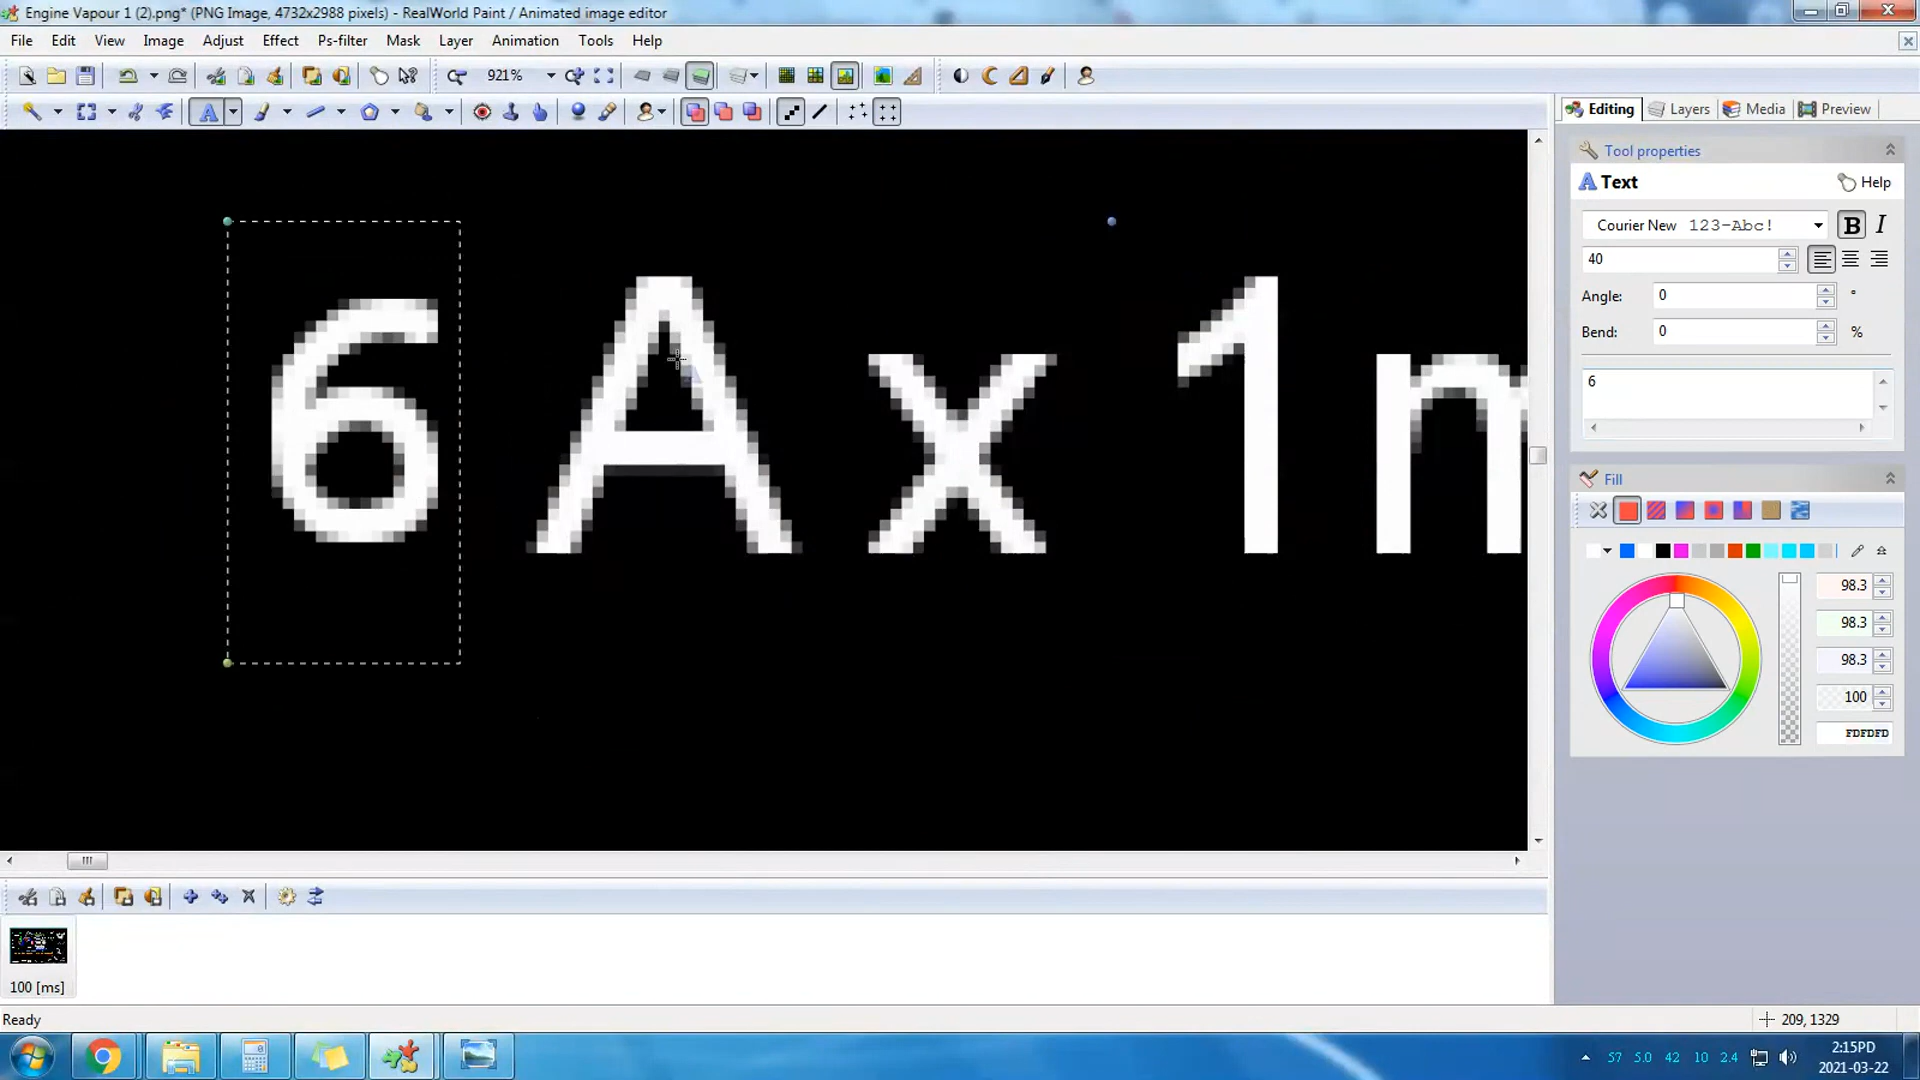 Engine Vapour 1 (2).png* (PNG Image, 4732x2988 pixels) - RealWorld Paint / Animated image editor
File Edit View Image Adjust Effect Ps-filter Mask Layer Animation Tools Help
921%
Editing Layers Media Preview
Tool properties
A Text Help
Courier New 123-Abc! B I
40
Angle: 0 °
Bend: 0 %
6
6 A x 1
Fill
98.3
98.3
98.3
100
FDFDFD
100 [ms]
Ready
209, 1329
57 5.0 42 10 2.4
2:15PD
2021-03-22